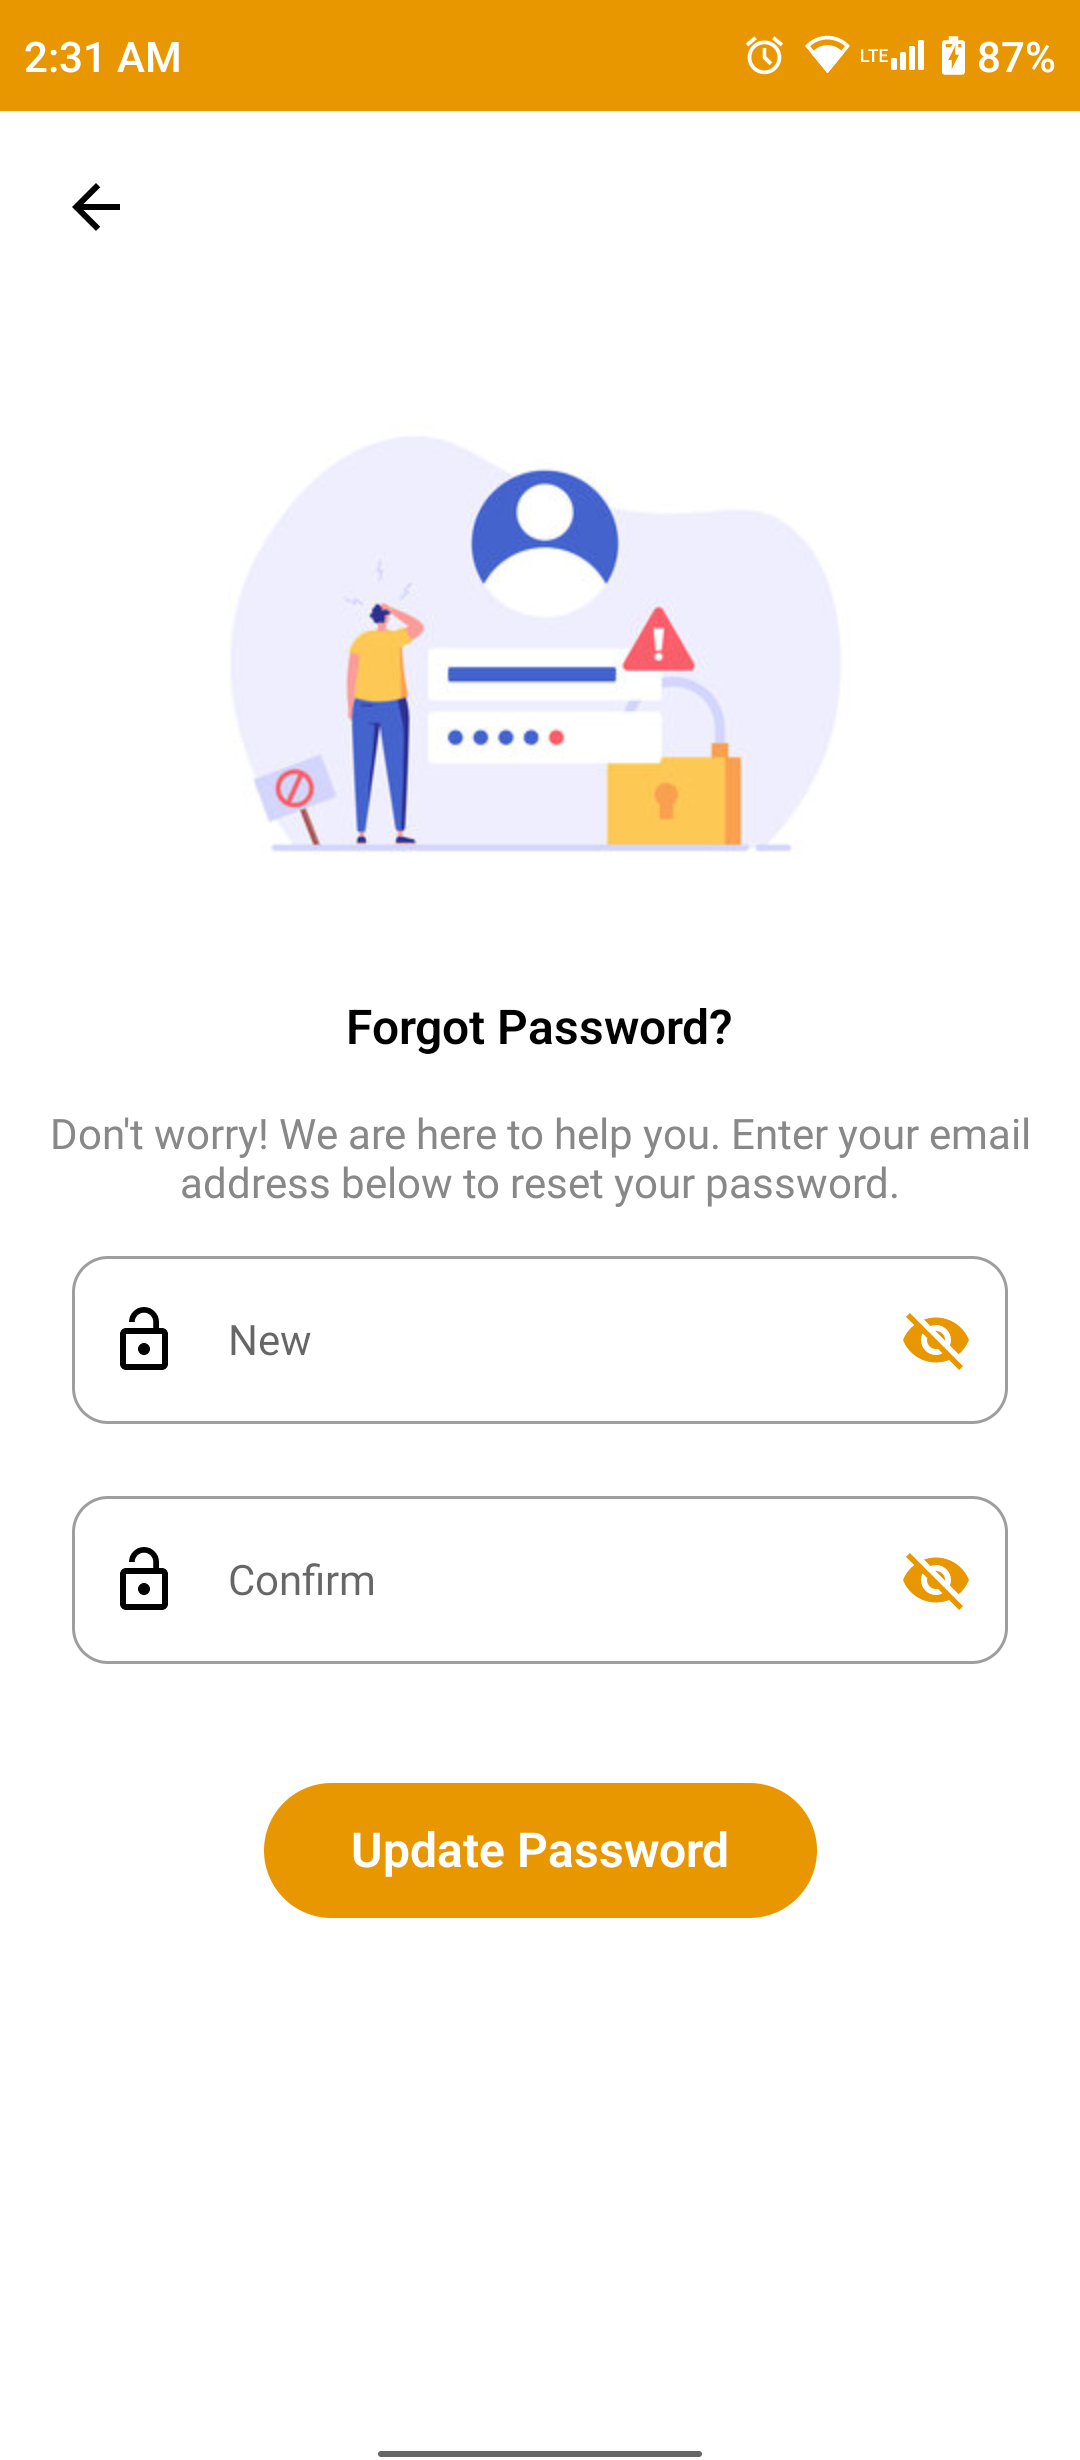 2:31 AM LTE 87%
Forgot Password?
Don't worry! We are here to help you. Enter your email
address below to reset your password.
New
Confirm
Update Password